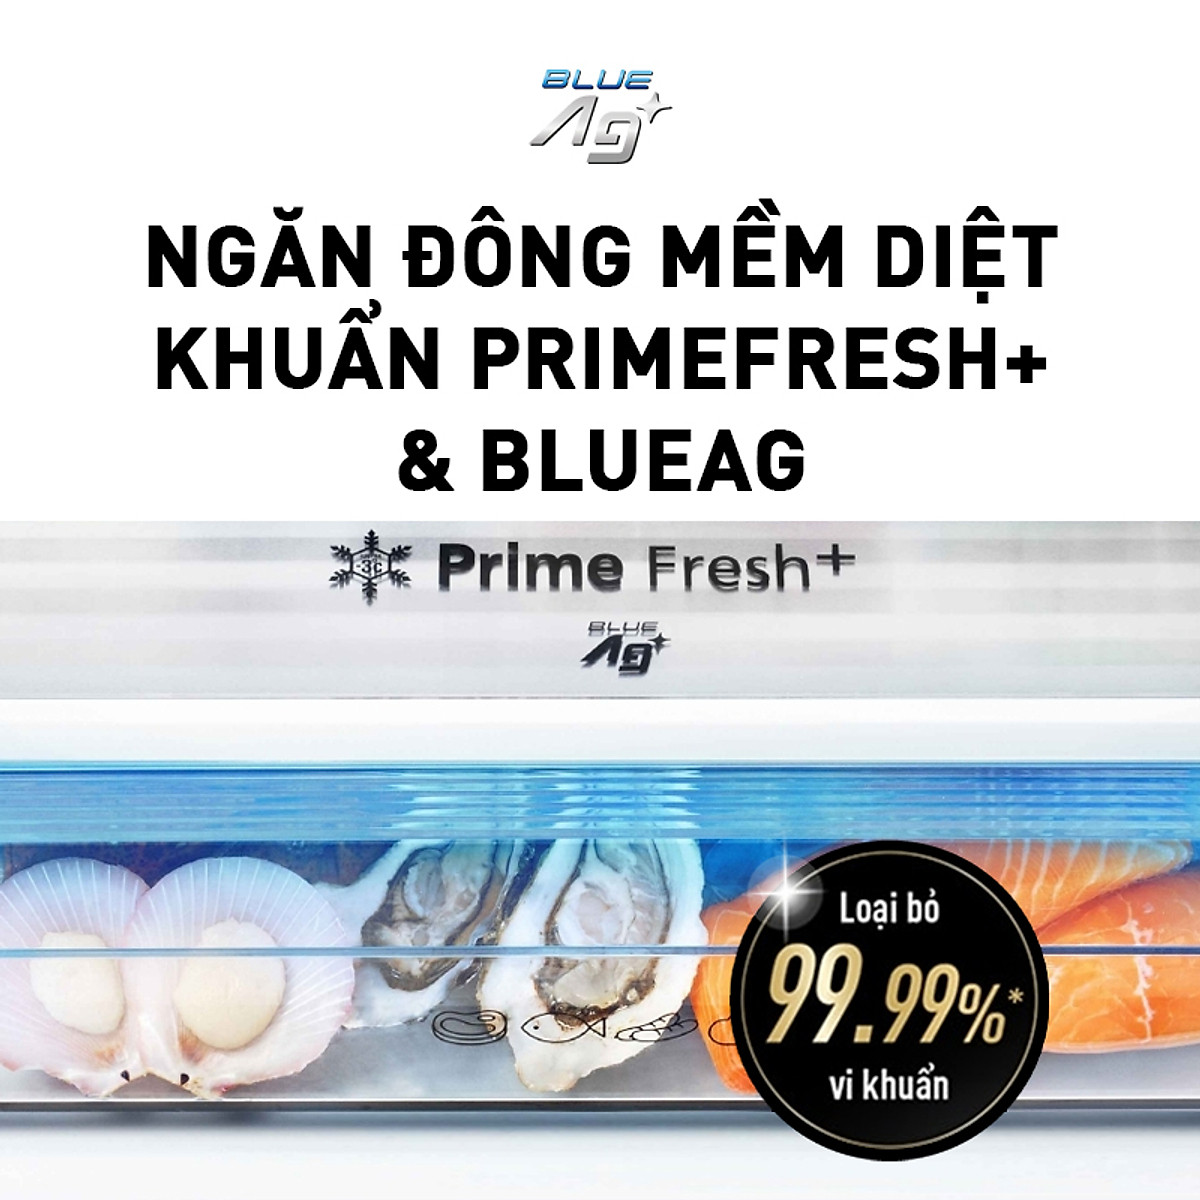 BLUE
Ag+
NGĂN ĐÔNG MỀM DIỆT
KHUẨN PRIMEFRESH+
& BLUEAG
-3°C
Prime Fresh+
BLUE
Ag+
Loại bỏ
99.99%*
vi khuẩn